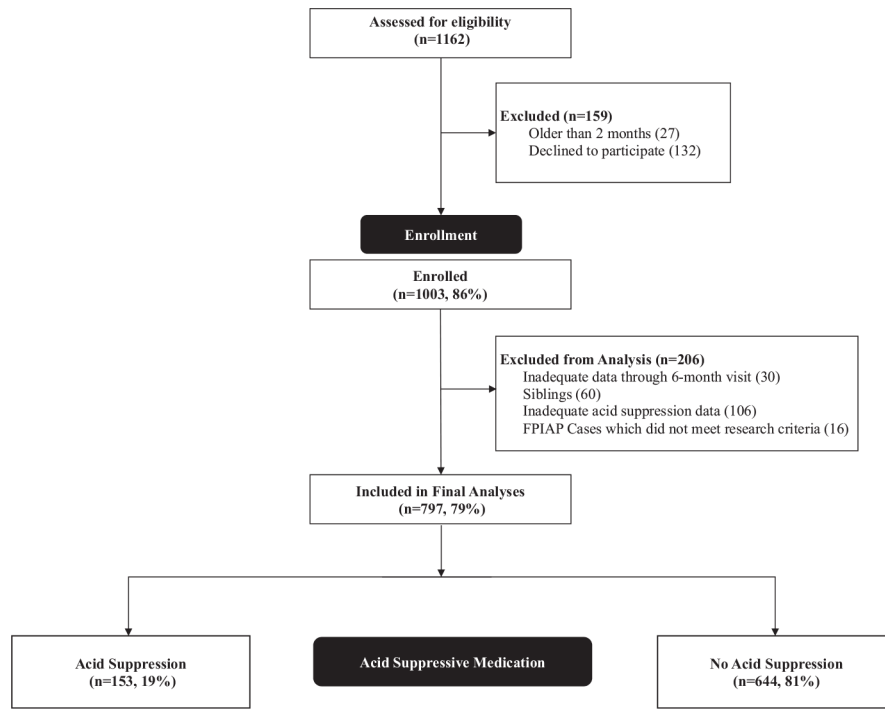 Assessed for eligibility
(n=1162)
Excluded (n=159)
Older than 2 months (27)
Declined to participate (132)
Enrollment
Enrolled
(n=1003, 86%)
Excluded from Analysis (n=206)
Inadequate data through 6-month visit (30)
Siblings (60)
Inadequate acid suppression data (106)
FPIAP Cases which did not meet research criteria (16)
Included in Final Analyses
(n=797, 79%)
Acid Suppression
(n=153, 19%)
Acid Suppressive Medication
No Acid Suppression
(n=644, 81%)